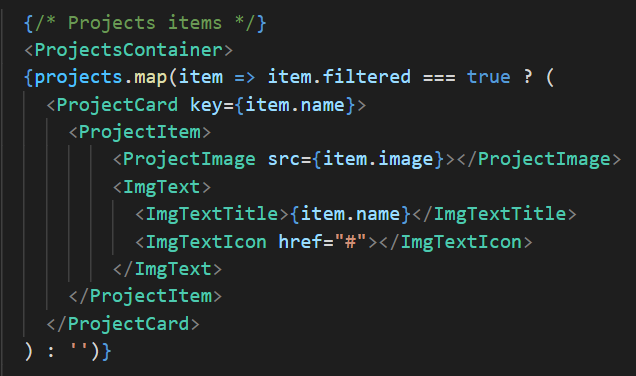 {/* Projects items */}
<ProjectsContainer>
{projects.map(item => item.filtered === true ? (
<ProjectCard key={item.name}>
<ProjectItem>
<ProjectImage src={item.image}></ProjectImage>
<ImgText>
<ImgTextTitle>{item.name}</ImgTextTitle>
<ImgTextIcon href="#"></ImgTextIcon>
</ImgText>
</ProjectItem>
</ProjectCard>
) : '')}